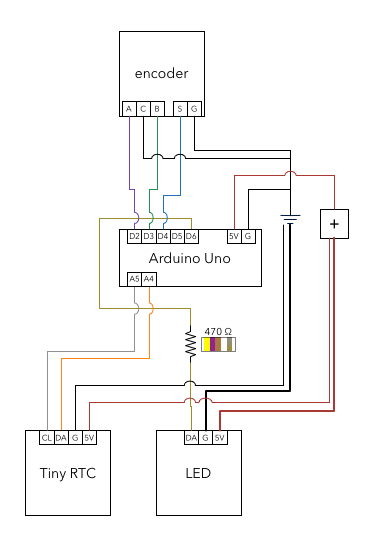 encoder
A C B S G
+
D2 D3 D4 D5 D6 5V G
Arduino Uno
A5 A4
470 Ω
CL DA G 5V
DA G 5V
Tiny RTC
LED